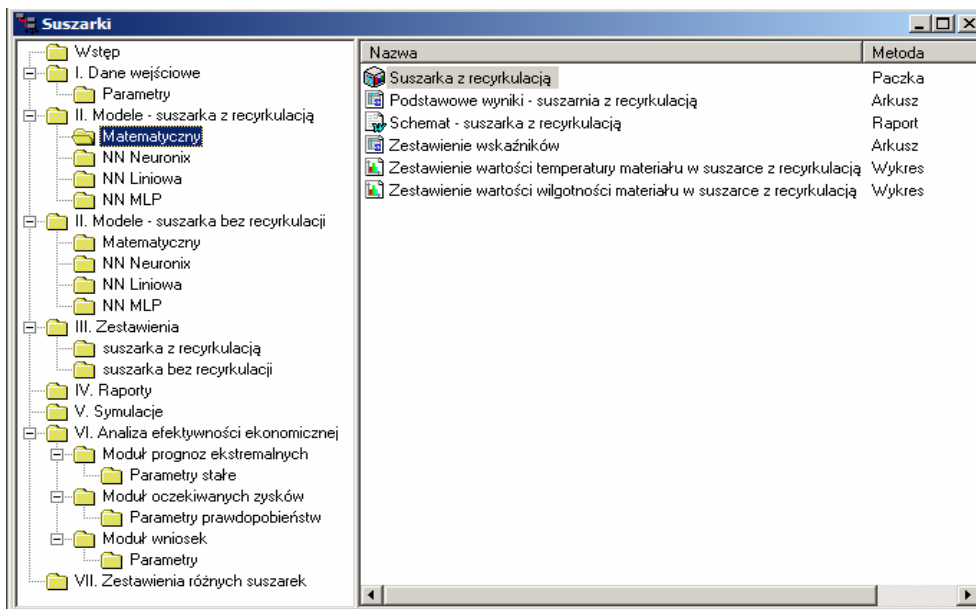 Suszarki
Wstęp
I. Dane wejściowe
Parametry
II. Modele - suszarka z recyrkulacją
Matematyczny
NN Neuronix
NN Liniowa
NN MLP
II. Modele - suszarka bez recyrkulacji
Matematyczny
NN Neuronix
NN Liniowa
NN MLP
III. Zestawienia
suszarka z recyrkulacją
suszarka bez recyrkulacji
IV. Raporty
V. Symulacje
VI. Analiza efektywności ekonomicznej
Moduł prognoz ekstremalnych
Parametry stałe
Moduł oczekiwanych zysków
Parametry prawdopobieństw
Moduł wniosek
Parametry
VII. Zestawienia różnych suszarek
Nazwa Metoda
Suszarka z recyrkulacją Paczka
Podstawowe wyniki - suszarnia z recyrkulacją Arkusz
Schemat - suszarka z recyrkulacją Raport
Zestawienie wskaźników Arkusz
Zestawienie wartości temperatury materiału w suszarce z recyrkulacją Wykres
Zestawienie wartości wilgotności materiału w suszarce z recyrkulacją Wykres